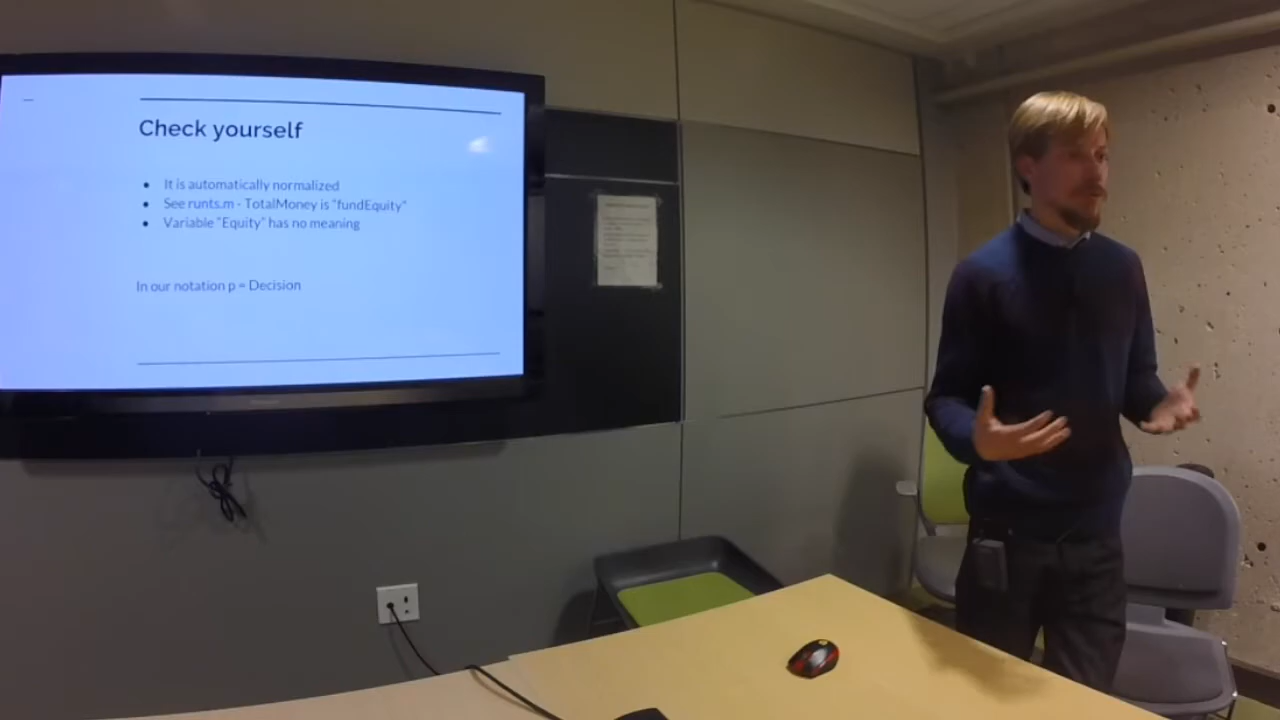 Check yourself
It is automatically normalized
See runts.m - TotalMoney is "fundEquity"
Variable "Equity" has no meaning
In our notation p = Decision